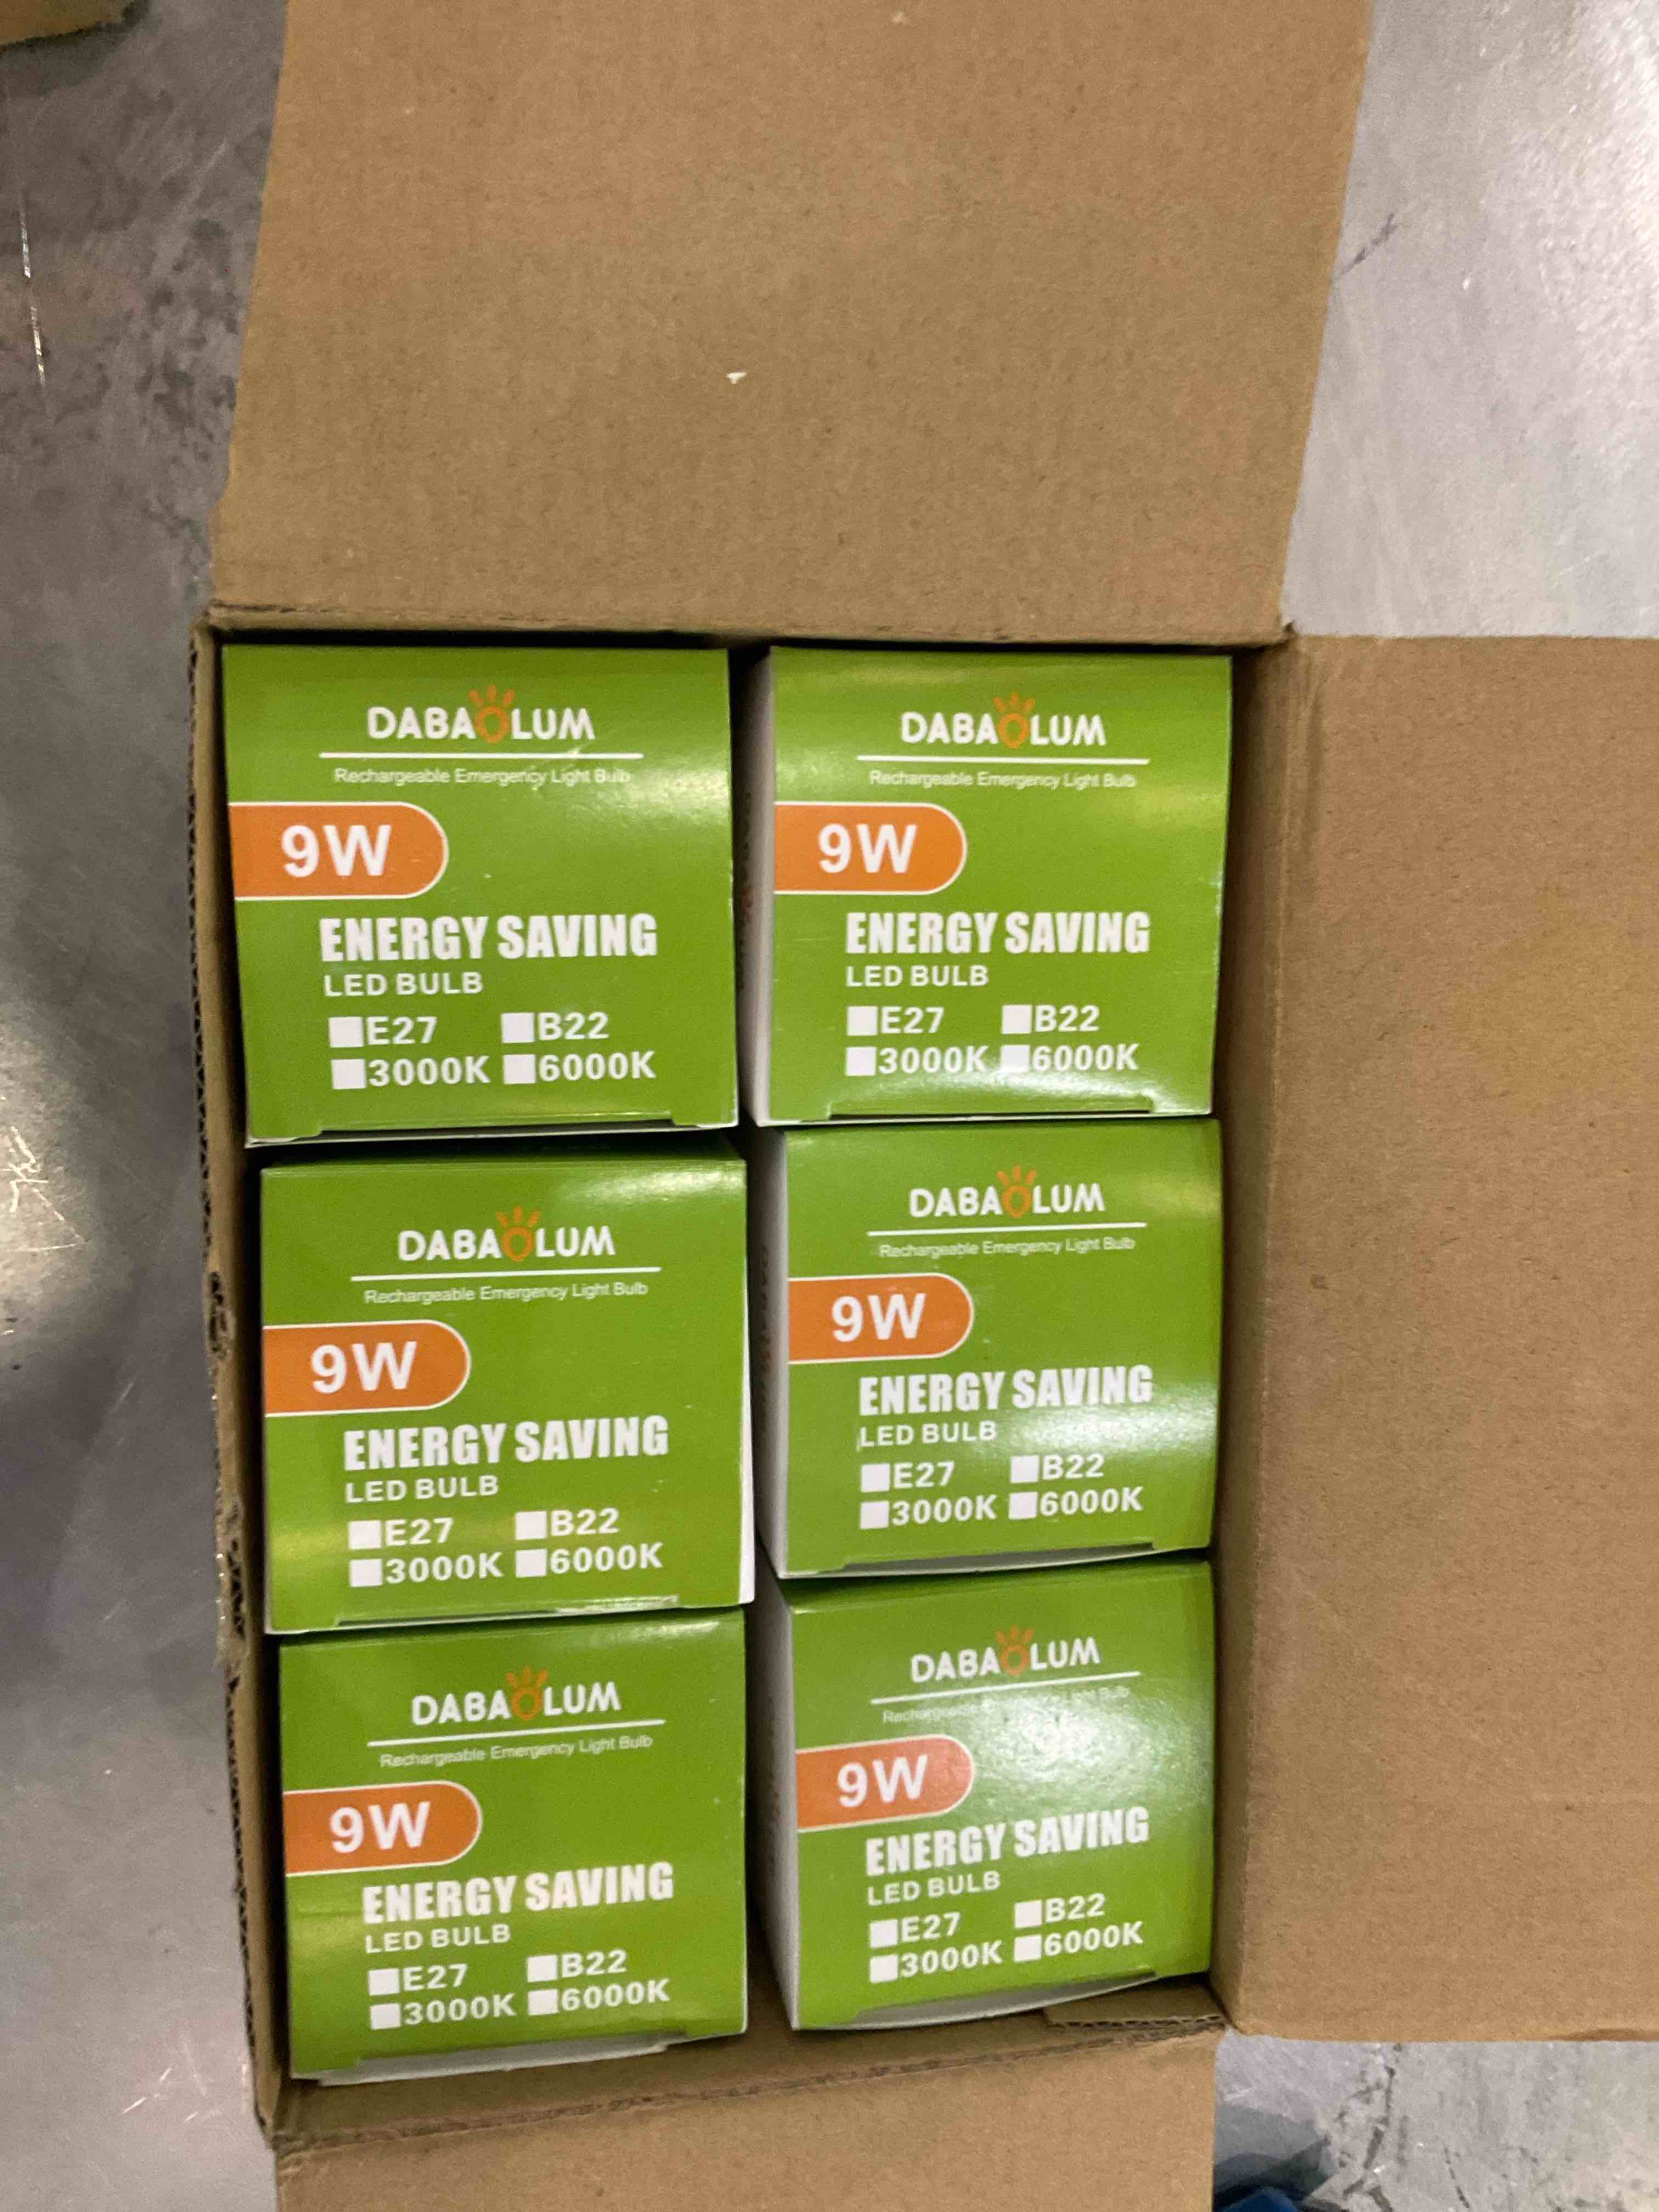 DABAOLUM
Rechargeable Emergency Light Bulb
9W
ENERGY SAVING
LED BULB
E27 B22
3000K 6000K
DABAOLUM
Rechargeable Emergency Light Bulb
9W
ENERGY SAVING
LED BULB
E27 B22
3000K 6000K
DABAOLUM
Rechargeable Emergency Light Bulb
9W
ENERGY SAVING
LED BULB
E27 B22
3000K 6000K
DABAOLUM
Rechargeable Emergency Light Bulb
9W
ENERGY SAVING
LED BULB
E27 B22
3000K 6000K
DABAOLUM
Rechargeable Emergency Light Bulb
9W
ENERGY SAVING
LED BULB
E27 B22
3000K 6000K
DABAOLUM
Rechargeable Light Bulb
9W
ENERGY SAVING
LED BULB
E27 B22
3000K 6000K